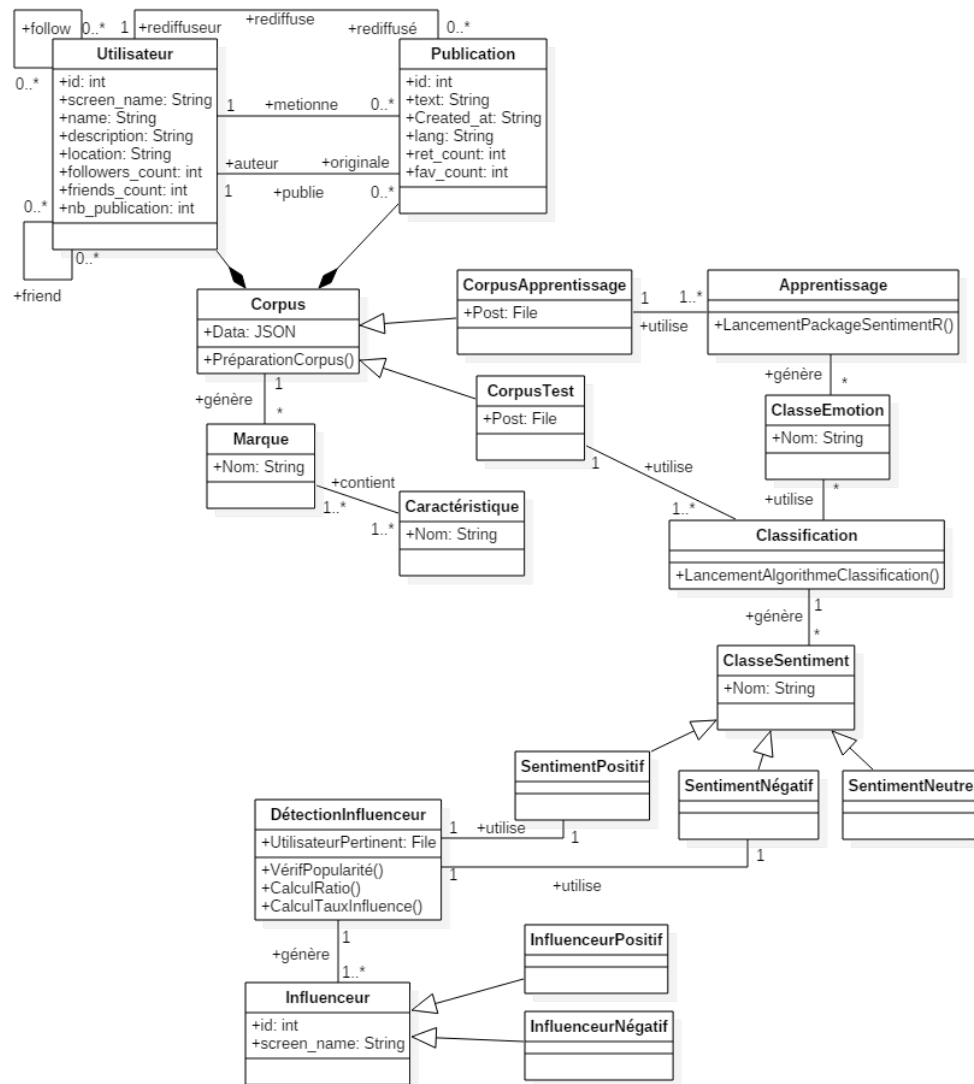 +follow 0..* 1 +rediffuseur +rediffuse +rediffusé 0..*
Utilisateur
+id: int
+screen_name: String
+name: String
+description: String
+location: String
+followers_count: int
+friends_count: int
+nb_publication: int
0..*
0..*
0..*
+friend
1 +metionne 0..*
+auteur +originale
1 +publie 0..*
Publication
+id: int
+text: String
+Created_at: String
+lang: String
+ret_count: int
+fav_count: int
Corpus
+Data: JSON
+PréparationCorpus()
CorpusApprentissage
+Post: File
1 1..*
+utilise
Apprentissage
+LancementPackageSentimentR()
1
+génère
*
+génère
*
CorpusTest
+Post: File
ClasseEmotion
+Nom: String
Marque
+Nom: String
+contient
1..*
1..*
Caractéristique
+Nom: String
1
+utilise
1..*
*
+utilise
Classification
+LancementAlgorithmeClassification()
+génère
1
*
ClasseSentiment
+Nom: String
SentimentPositif
SentimentNégatif
SentimentNeutre
DétectionInfluenceur
+UtilisateurPertinent: File
+VérifPopularité()
+CalculRatio()
+CalculTauxInfluence()
1 +utilise 1
1 +utilise 1
1
+génère
1..*
Influenceur
+id: int
+screen_name: String
InfluenceurPositif
InfluenceurNégatif